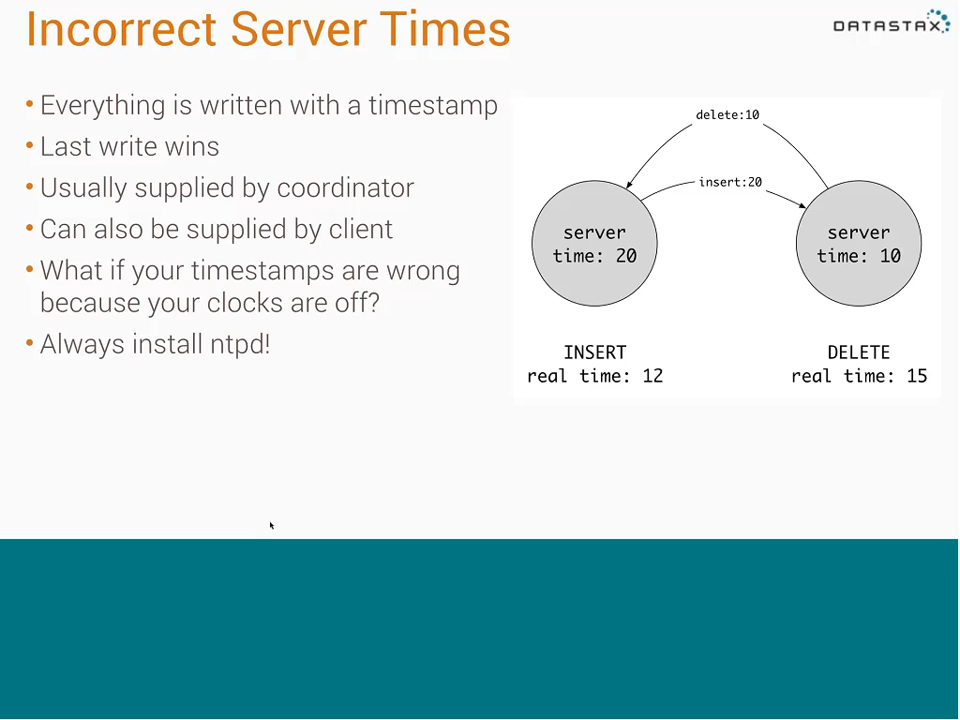 Incorrect Server Times
DATASTAX
• Everything is written with a timestamp
• Last write wins
• Usually supplied by coordinator
• Can also be supplied by client
• What if your timestamps are wrong
because your clocks are off?
• Always install ntpd!
delete:10
insert:20
server
time: 20
server
time: 10
INSERT
real time: 12
DELETE
real time: 15